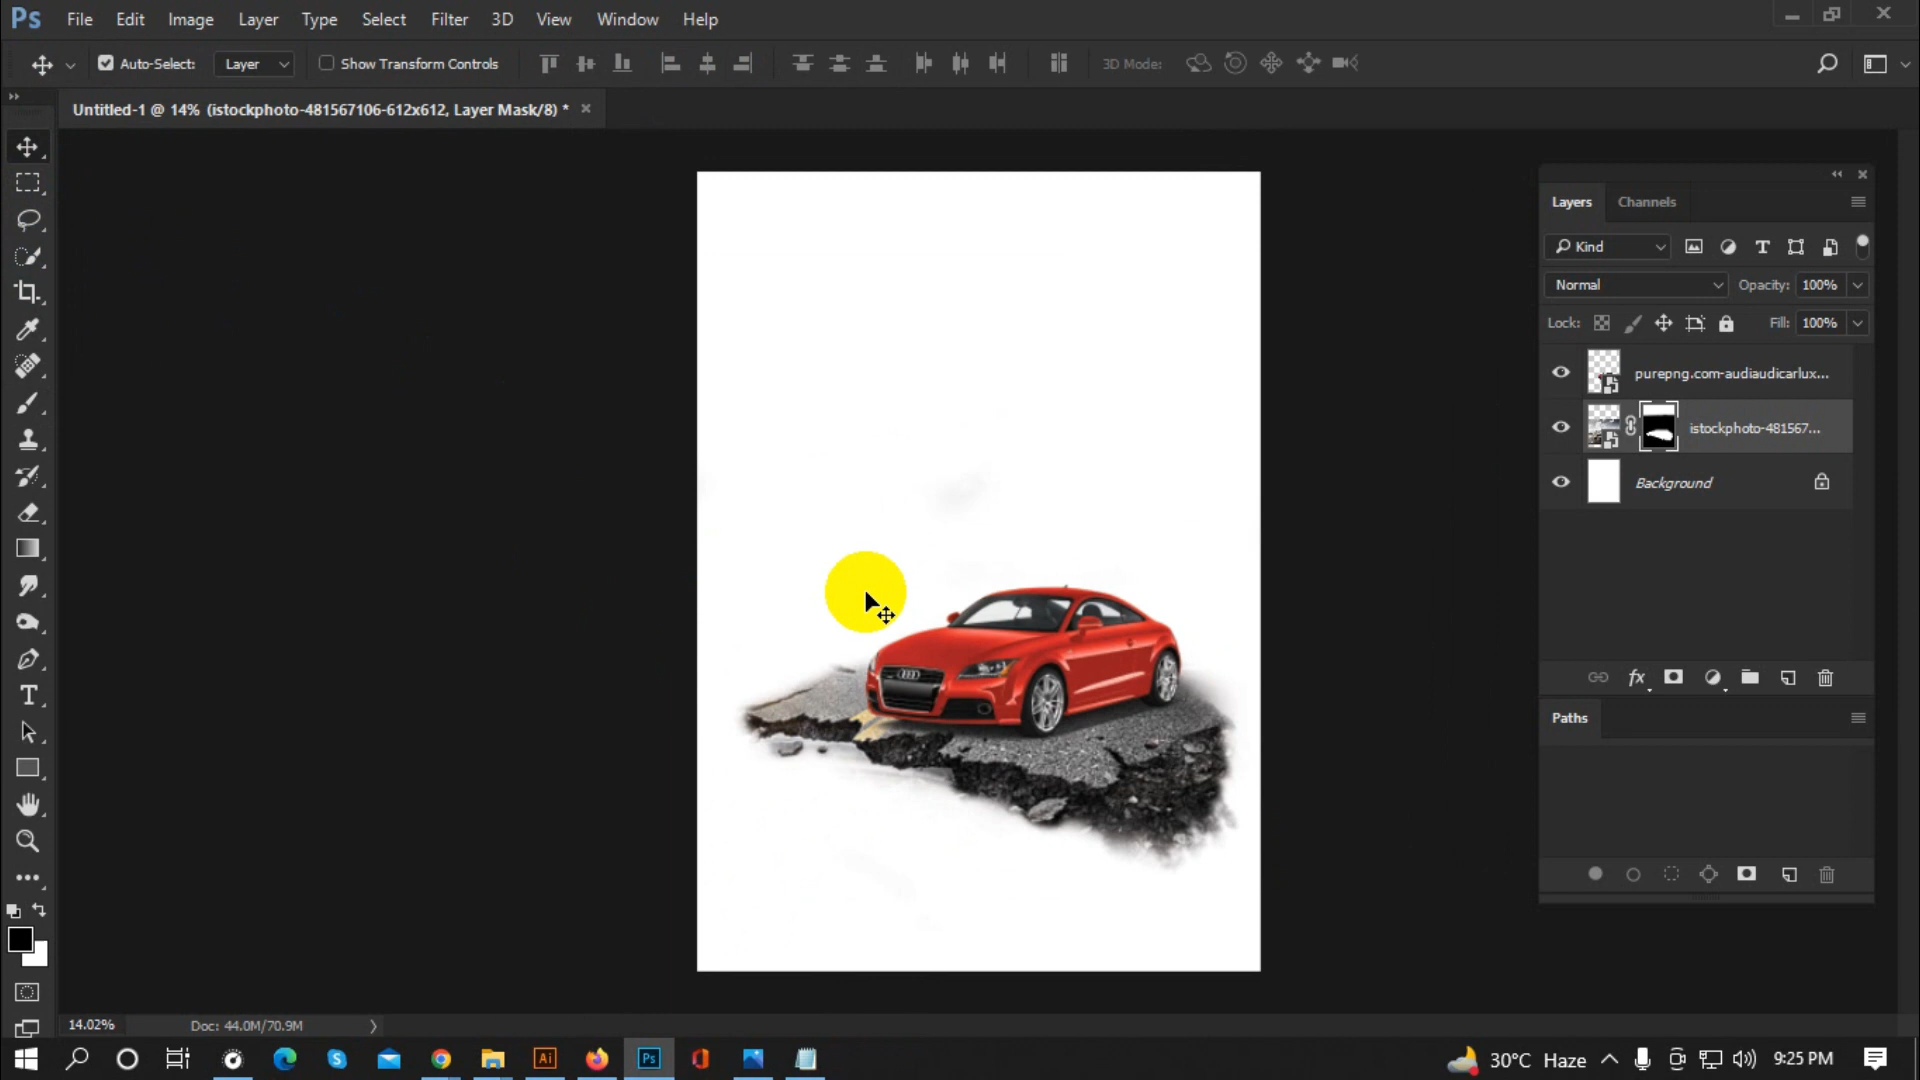 Ps File Edit Image Layer Type Select Filter 3D View Window Help
Auto-Select: Layer Show Transform Controls 3D Mode:
Untitled-1 @ 14% (istockphoto-481567106-612x612, Layer Mask/8) *
Layers Channels
Kind
Normal Opacity: 100%
Lock: Fill: 100%
purepng.com-audiaudicarlux...
istockphoto-481567...
Background
Paths
14.02% Doc: 44.0M/70.9M
Ai Ps 30°C Haze 9:25 PM